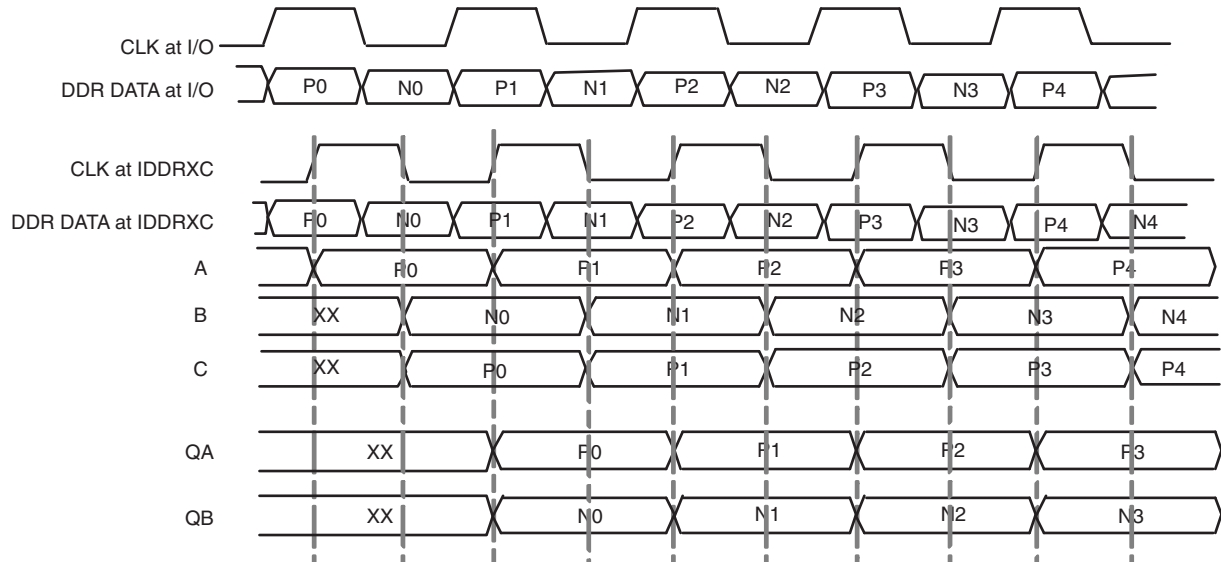 CLK at I/O
DDR DATA at I/O P0 N0 P1 N1 P2 N2 P3 N3 P4
CLK at IDDRXC
DDR DATA at IDDRXC P0 N0 P1 N1 P2 N2 P3 N3 P4 N4
A P0 P1 P2 P3 P4
B XX N0 N1 N2 N3 N4
C XX P0 P1 P2 P3 P4
QA XX P0 P1 P2 P3
QB XX N0 N1 N2 N3